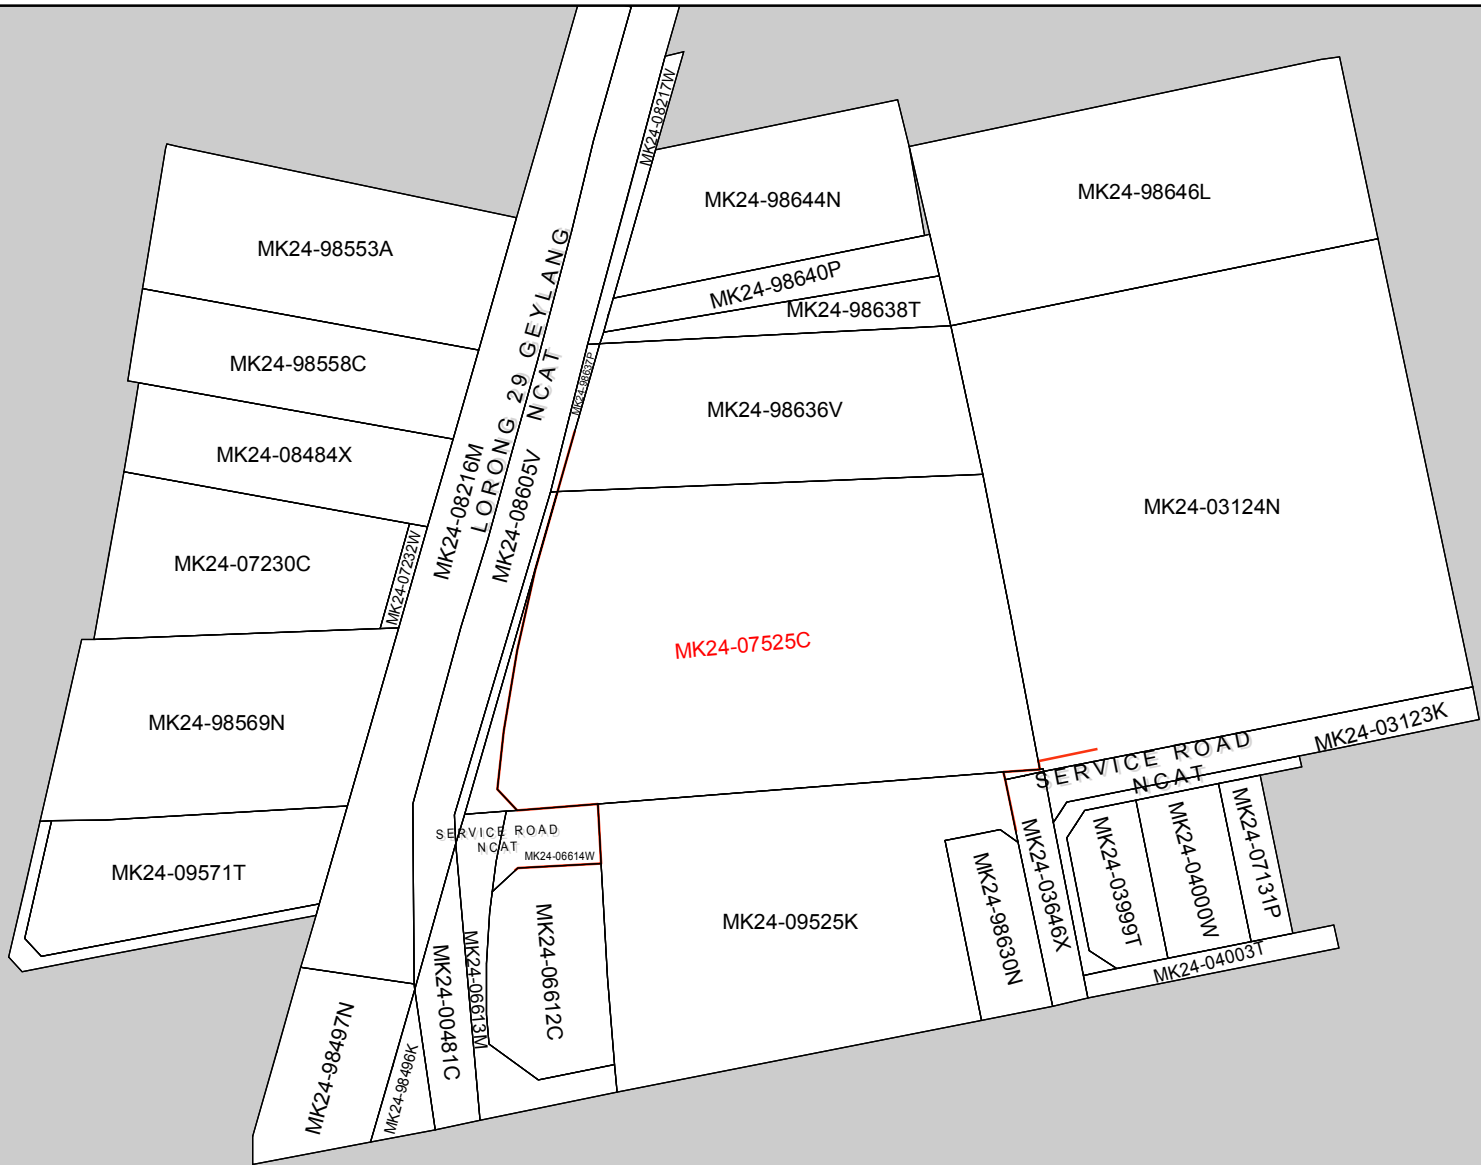 MK24-08217W
MK24-98644N
MK24-98646L
MK24-98553A
MK24-98640P
MK24-98638T
MK24-98558C
MK24-98637P
MK24-98636V
LORONG 29 GEYLANG
NCAT
MK24-08484X
MK24-08216M
MK24-08605V
MK24-03124N
MK24-07230C
MK24-07232W
MK24-07525C
MK24-98569N
MK24-03123K
SERVICE ROAD
NCAT
SERVICE ROAD
NCAT
MK24-06614W
MK24-09571T
MK24-09525K
MK24-98630N
MK24-03646X
MK24-03999T
MK24-04000W
MK24-07131P
MK24-04003T
MK24-06612C
MK24-06613M
MK24-00481C
MK24-98497N
MK24-98496K